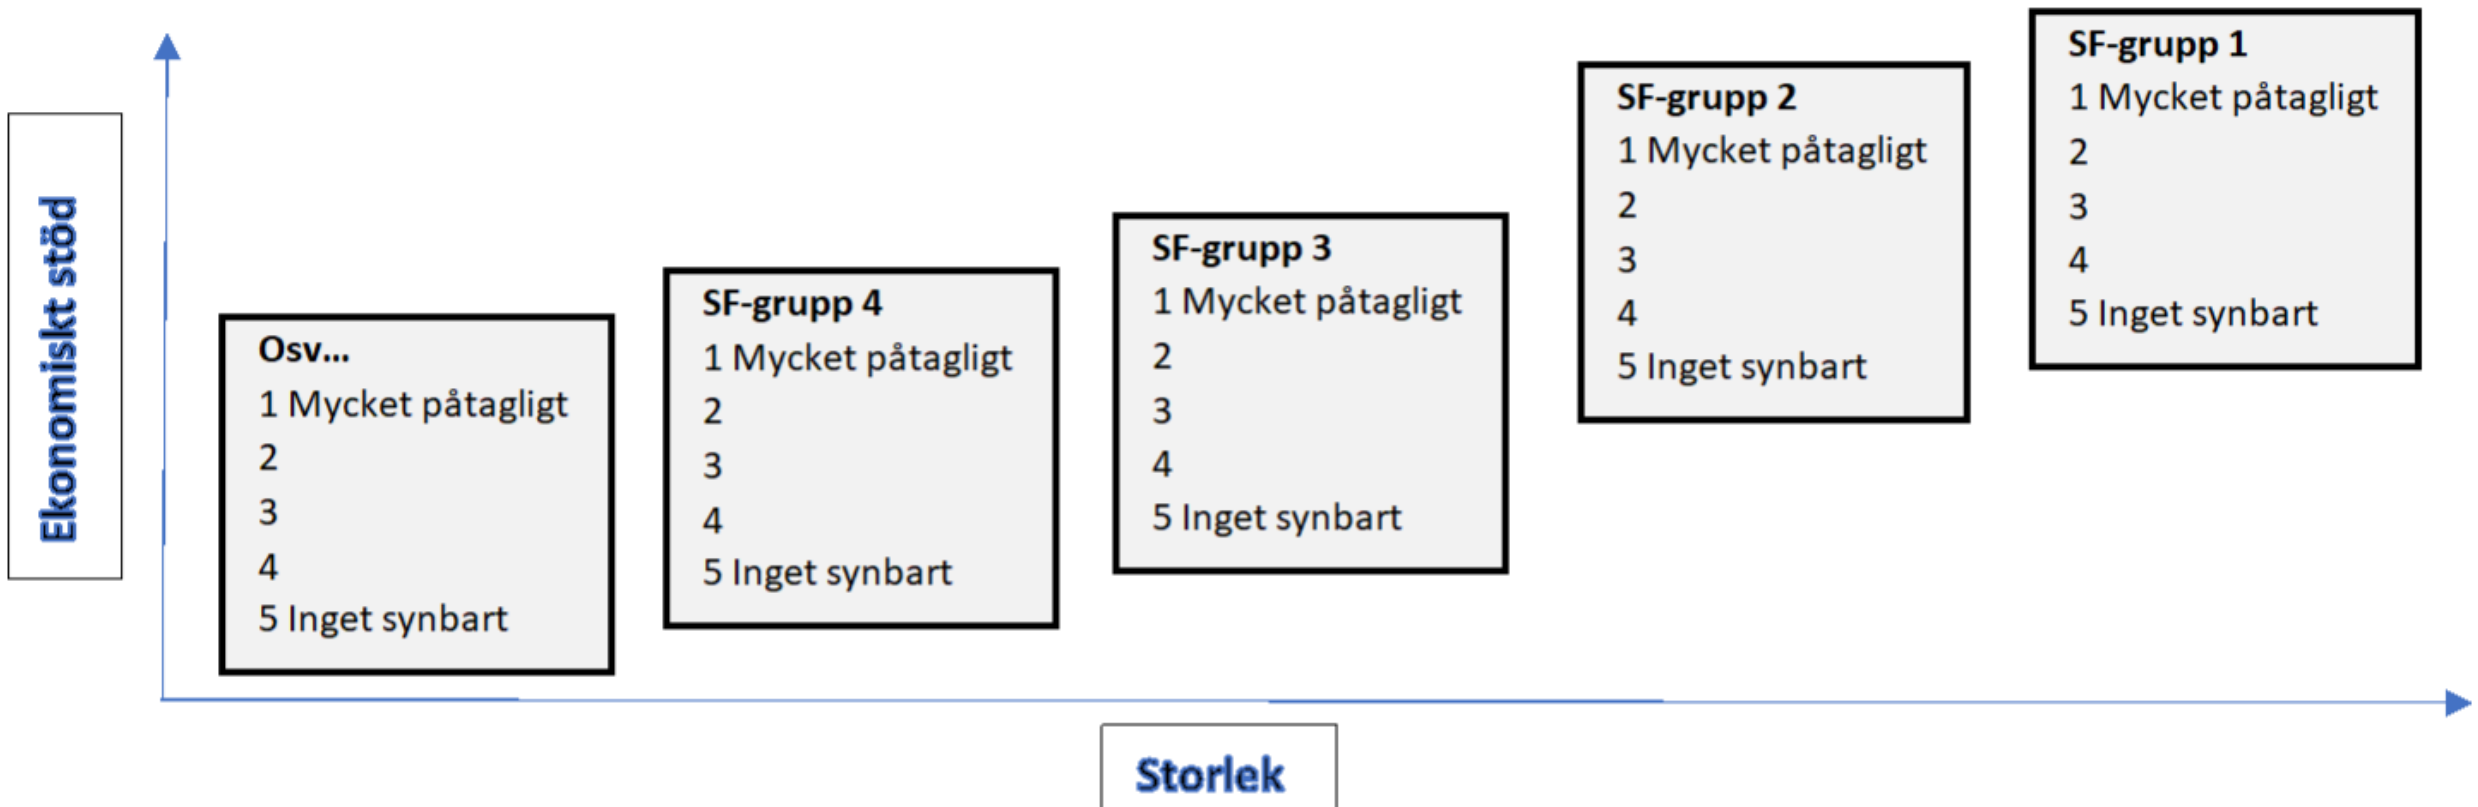 Ekonomiskt stöd
Osv...
1 Mycket påtagligt
2
3
4
5 Inget synbart
SF-grupp 4
1 Mycket påtagligt
2
3
4
5 Inget synbart
SF-grupp 3
1 Mycket påtagligt
2
3
4
5 Inget synbart
SF-grupp 2
1 Mycket påtagligt
2
3
4
5 Inget synbart
SF-grupp 1
1 Mycket påtagligt
2
3
4
5 Inget synbart
Storlek